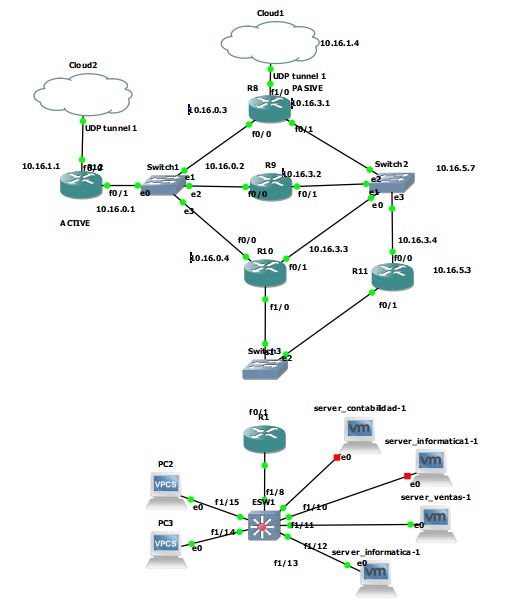 Cloud1
10.16.1.4
Cloud2
UDP tunnel 1
R8
f1/0
PASIVE
10.16.0.3
10.16.3.1
UDP tunnel 1
f0/0
f0/1
10.16.1.1
Switch1
10.16.0.2
R9
10.16.3.2
Switch2
10.16.5.7
e1
e2
f0/1
e0
e2
f0/0
f0/1
e1
e0
e3
10.16.0.1
e3
ACTIVE
f0/0
10.16.3.3
10.16.3.4
10.16.0.4
R10
f0/1
f0/0
R11
10.16.5.3
f1/0
f0/1
Switch3
e2
f0/1
R1
server_contabilidad-1
e0
server_informatica1-1
PC2
f1/8
e0
VPCS
f1/15
ESW1
f1/10
server_ventas-1
e0
PC3
f1/14
f1/11
e0
VPCS
e0
f1/12
server_informatica-1
f1/13
e0
vm
vm
vm
vm